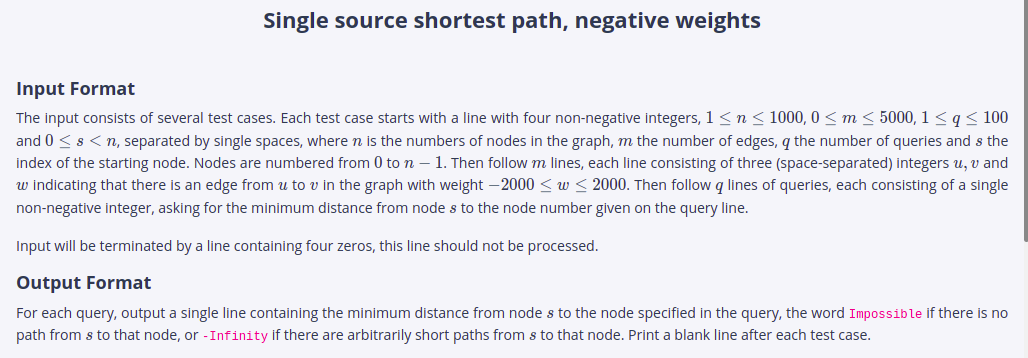 Single source shortest path, negative weights
Input Format
The input consists of several test cases. Each test case starts with a line with four non-negative integers, 1 ≤ n ≤ 1000, 0 ≤ m ≤ 5000, 1 ≤ q ≤ 100
and 0 ≤ s < n, separated by single spaces, where n is the numbers of nodes in the graph, m the number of edges, q the number of queries and s the
index of the starting node. Nodes are numbered from 0 to n − 1. Then follow m lines, each line consisting of three (space-separated) integers u, v and
w indicating that there is an edge from u to v in the graph with weight −2000 ≤ w ≤ 2000. Then follow q lines of queries, each consisting of a single
non-negative integer, asking for the minimum distance from node s to the node number given on the query line.
Input will be terminated by a line containing four zeros, this line should not be processed.
Output Format
For each query, output a single line containing the minimum distance from node s to the node specified in the query, the word Impossible if there is no
path from s to that node, or -Infinity if there are arbitrarily short paths from s to that node. Print a blank line after each test case.